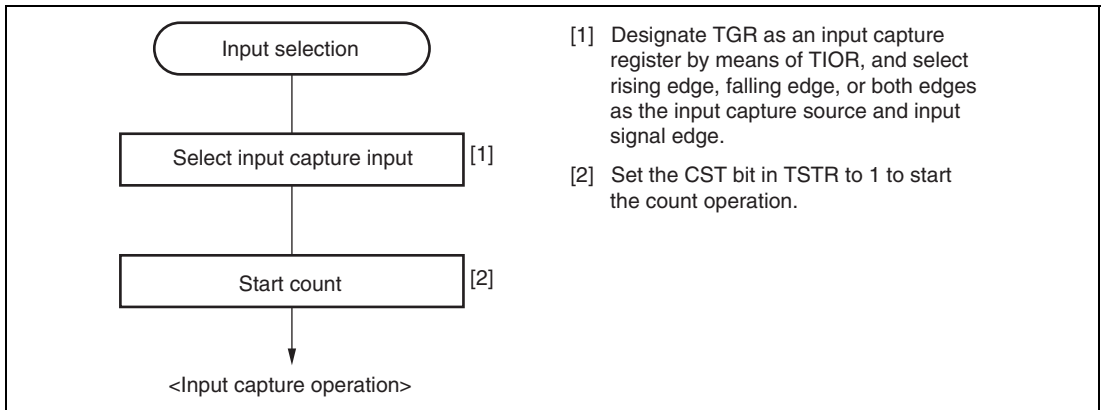 Input selection
Select input capture input
[1]
Start count
[2]
<Input capture operation>
[1] Designate TGR as an input capture
register by means of TIOR, and select
rising edge, falling edge, or both edges
as the input capture source and input
signal edge.
[2] Set the CST bit in TSTR to 1 to start
the count operation.